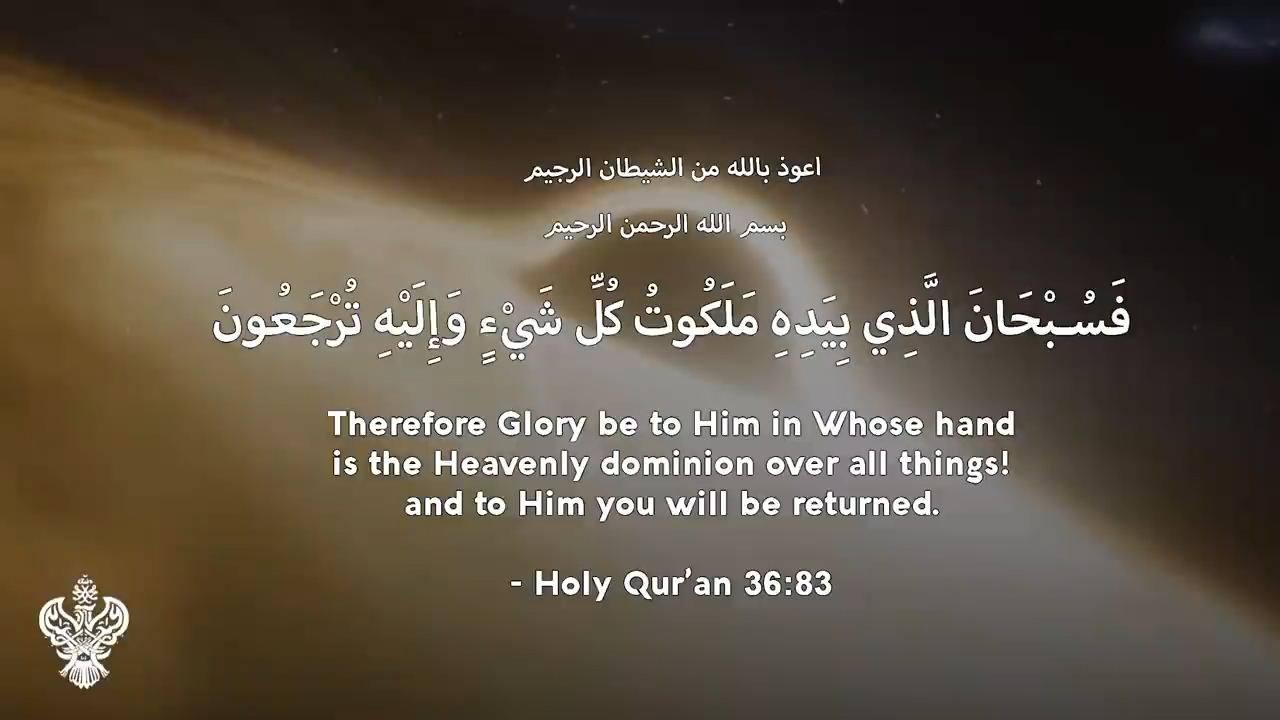 اعوذ بالله من الشيطان الرجيم
بسم الله الرحمن الرحيم
فَسُبْحَانَ الَّذِي بِيَدِهِ مَلَكُوتُ كُلِّ شَيْءٍ وَإِلَيْهِ تُرْجَعُونَ
Therefore Glory be to Him in Whose hand
is the Heavenly dominion over all things!
and to Him you will be returned.
- Holy Qur’an 36:83